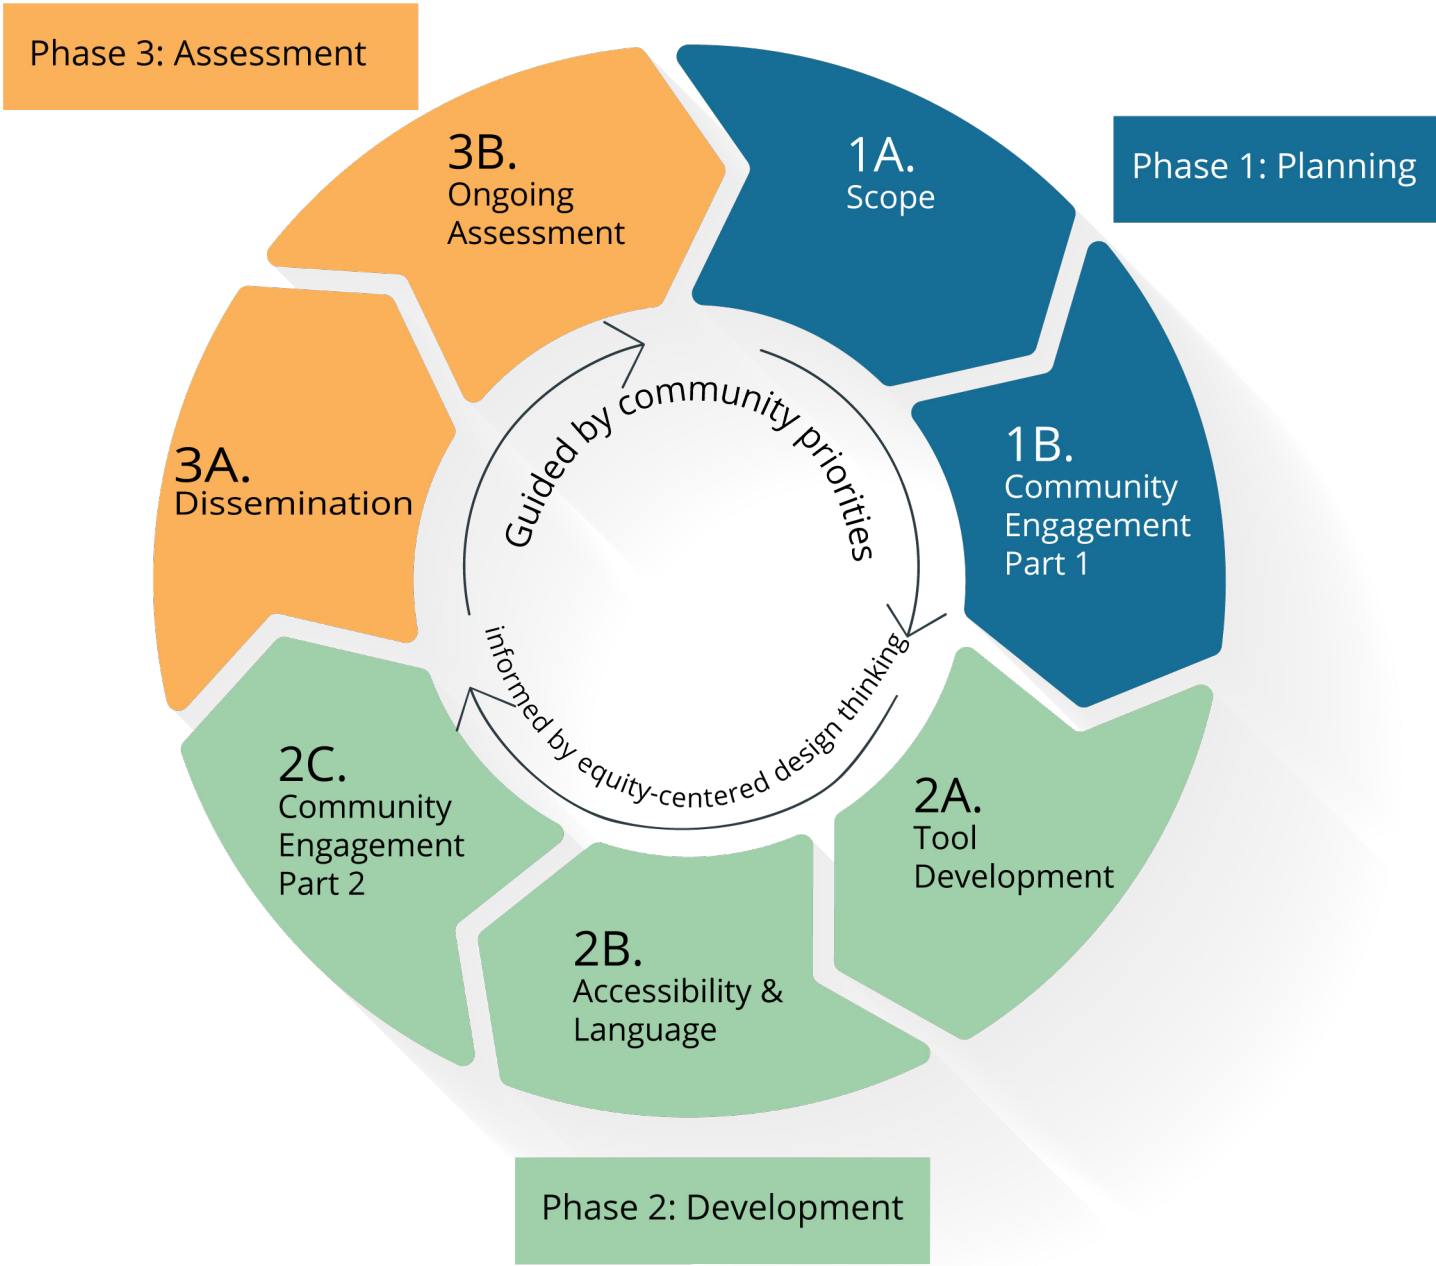 Phase 3: Assessment
Phase 1: Planning
1A.
Scope
1B.
Community
Engagement
Part 1
2A.
Tool
Development
2B.
Accessibility &
Language
2C.
Community
Engagement
Part 2
3A.
Dissemination
3B.
Ongoing
Assessment
Guided by community priorities
informed by equity-centered design thinking
Phase 2: Development